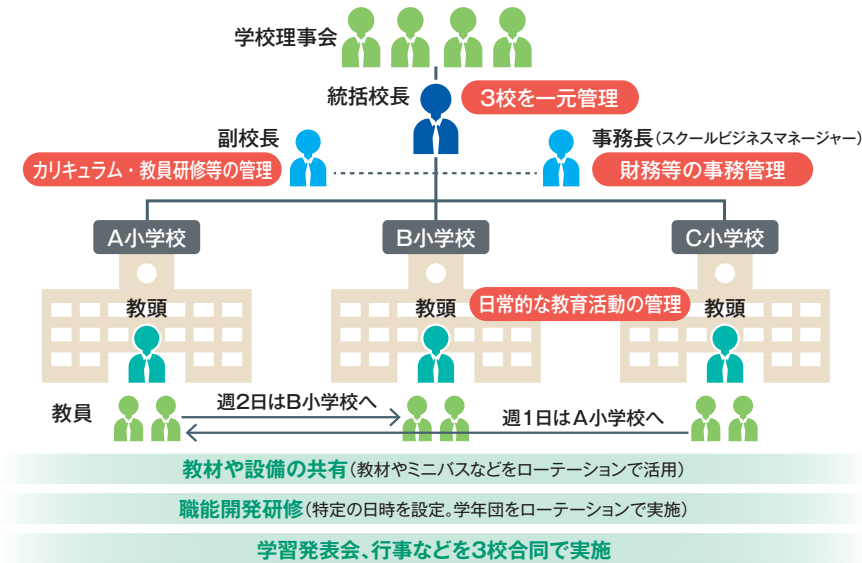 学校理事会
統括校長
3校を一元管理
副校長
カリキュラム・教員研修等の管理
事務長(スクールビジネスマネージャー)
財務等の事務管理
A小学校
B小学校
C小学校
教頭
教頭
日常的な教育活動の管理
教頭
教員
週2日はB小学校へ
週1日はA小学校へ
教材や設備の共有(教材やミニバスなどをローテーションで活用)
職能開発研修(特定の日時を設定。学年団をローテーションで実施)
学習発表会、行事などを3校合同で実施